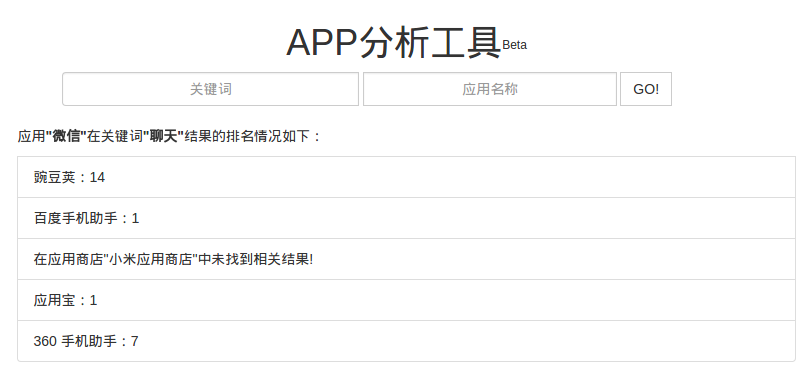 APP分析工具Beta
关键词 应用名称 GO!
应用"微信"在关键词"聊天"结果的排名情况如下：
豌豆荚：14
百度手机助手：1
在应用商店"小米应用商店"中未找到相关结果!
应用宝：1
360 手机助手：7